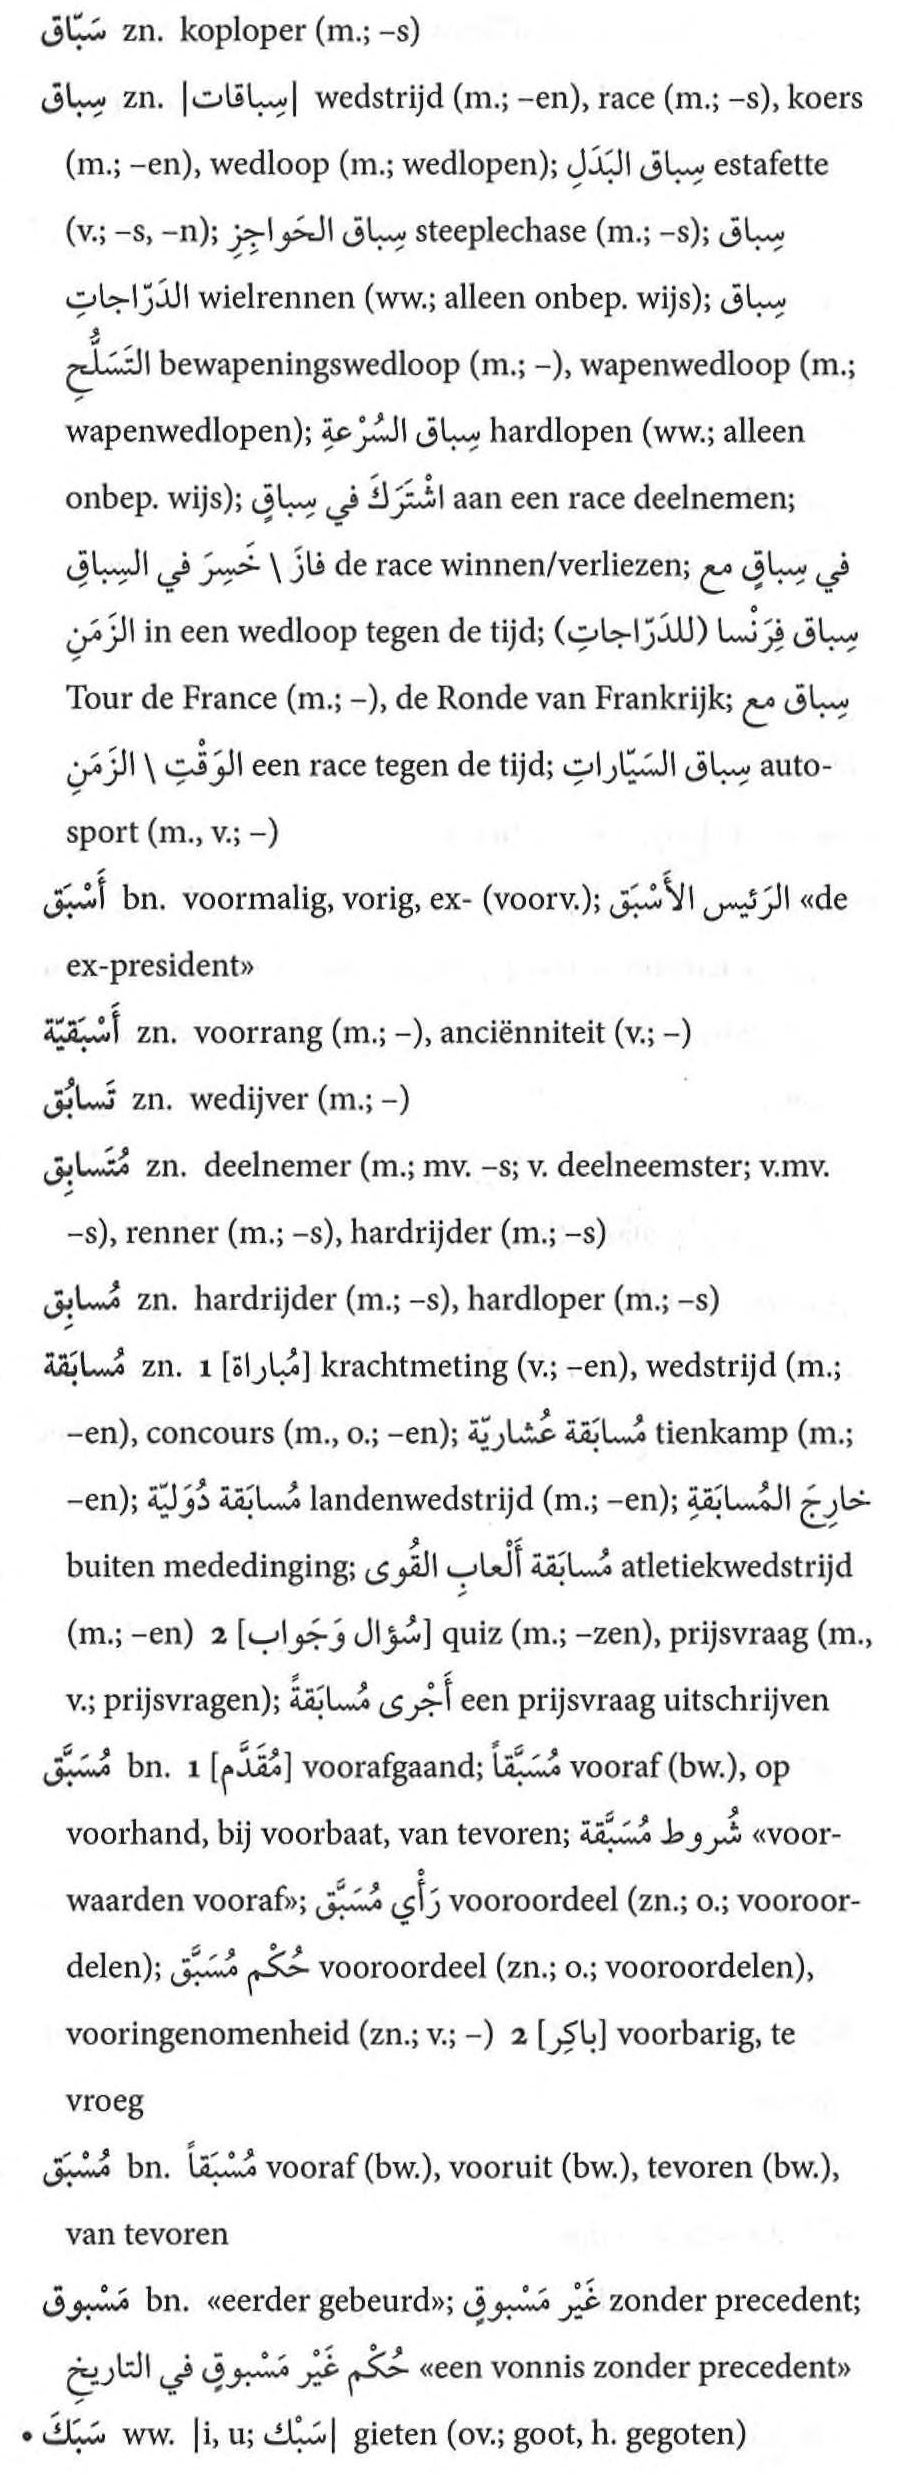 سَبّاق zn. koploper (m.; –s)
سِباق zn. |سِباقات| wedstrijd (m.; –en), race (m.; –s), koers
(m.; –en), wedloop (m.; wedlopen); سِباق البَدَلِ estafette
(v.; –s, –n); سِباق الحَواجِزِ steeplechase (m.; –s); سِباق
الدَرّاجاتِ wielrennen (ww.; alleen onbep. wijs); سِباق
التَسَلُّحِ bewapeningswedloop (m.; –), wapenwedloop (m.;
wapenwedlopen); سِباق السُرْعةِ hardlopen (ww.; alleen
onbep. wijs); اشْتَرَكَ في سِباقٍ aan een race deelnemen;
فازَ \ خَسِرَ في السِباقِ de race winnen/verliezen; في سِباقٍ مع
الزَمَنِ in een wedloop tegen de tijd; سِباق فِرَنْسا (للدَرّاجاتِ)
Tour de France (m.; –), de Ronde van Frankrijk; سِباق مع
الوَقْتِ \ الزَمَنِ een race tegen de tijd; سِباق السَيّاراتِ auto-
sport (m., v.; –)
أَسْبَق bn. voormalig, vorig, ex- (voorv.); الرَئيس الأَسْبَق «de
ex-president»
أَسْبَقيّة zn. voorrang (m.; –), anciënniteit (v.; –)
تَسابُق zn. wedijver (m.; –)
مُتَسابِق zn. deelnemer (m.; mv. –s; v. deelneemster; v.mv.
–s), renner (m.; –s), hardrijder (m.; –s)
مُسابِق zn. hardrijder (m.; –s), hardloper (m.; –s)
مُسابَقة zn. 1 [مُباراة] krachtmeting (v.; –en), wedstrijd (m.;
–en), concours (m., o.; –en); مُسابَقة عُشاريّة tienkamp (m.;
–en); مُسابَقة دُوَليّة landenwedstrijd (m.; –en); خارِجَ المُسابَقةِ
buiten mededinging; مُسابَقة أَلْعابِ القُوى atletiekwedstrijd
(m.; –en) 2 [سُؤال وَجَواب] quiz (m.; –zen), prijsvraag (m.,
v.; prijsvragen); أَجْرى مُسابَقةً een prijsvraag uitschrijven
مُسَبَّق bn. 1 [مُقَدَّم] voorafgaand; مُسَبَّقاً vooraf (bw.), op
voorhand, bij voorbaat, van tevoren; شُروط مُسَبَّقة «voor-
waarden vooraf»; رَأْي مُسَبَّق vooroordeel (zn.; o.; vooroor-
delen); حُكْم مُسَبَّق vooroordeel (zn.; o.; vooroordelen),
vooringenomenheid (zn.; v.; –) 2 [باكِر] voorbarig, te
vroeg
مُسْبَق bn. مُسْبَقاً vooraf (bw.), vooruit (bw.), tevoren (bw.),
van tevoren
مَسْبوق bn. «eerder gebeurd»; غَيْر مَسْبوقٍ zonder precedent;
حُكْم غَيْر مَسْبوقٍ في التاريخِ «een vonnis zonder precedent»
• سَبَكَ ww. |i, u; سَبْك| gieten (ov.; goot, h. gegoten)